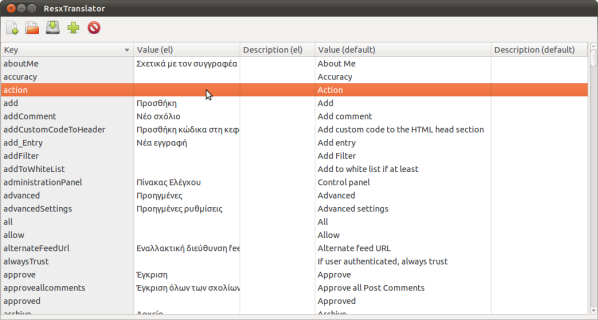 ResxTranslator
Key Value (el) Description (el) Value (default) Description (default)
aboutMe Σχετικά με τον συγγραφέα About Me
accuracy Accuracy
action Action
add Προσθήκη Add
addComment Νέο σχόλιο Add comment
addCustomCodeToHeader Προσθήκη κώδικα στη κεφ Add custom code to the HTML head section
add_Entry Νέα εγγραφή Add entry
addFilter Add Filter
addToWhiteList Add to white list if at least
administrationPanel Πίνακας Ελέγκου Control panel
advanced Προηγμένες Advanced
advancedSettings Προηγμένες ρυθμίσεις Advanced settings
all All
allow Allow
alternateFeedUrl Εναλλακτική διεύθυνση fee Alternate feed URL
alwaysTrust If user authenticated, always trust
approve Έγκριση Approve
approveallcomments Έγκριση όλων των σχολίων Approve all Post Comments
approved Approved
archive Αρχείο Archive